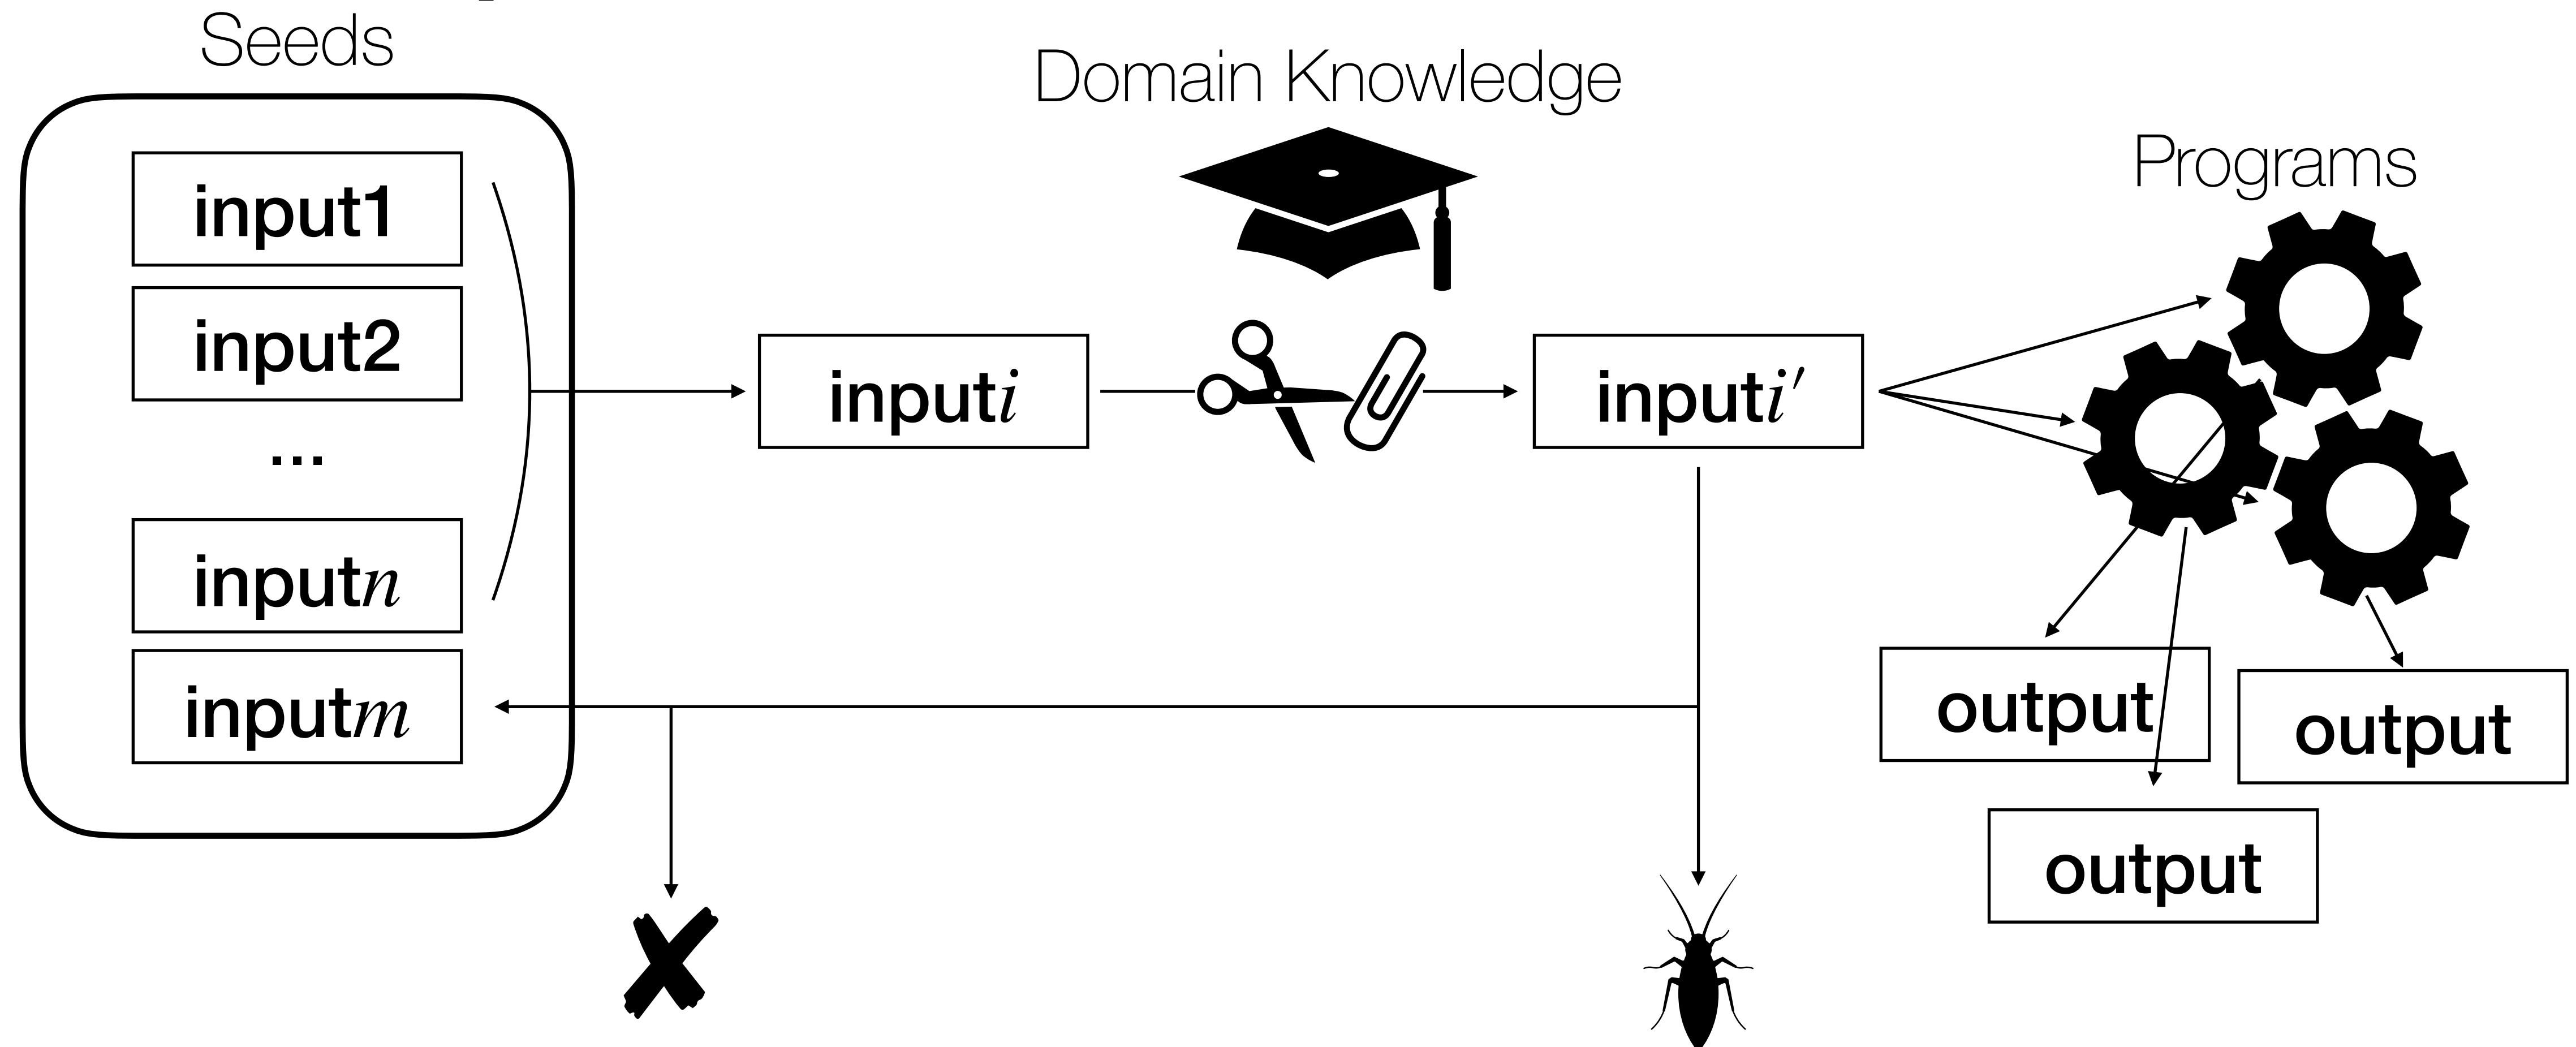 Seeds
Domain Knowledge
Programs
input1
input2
...
inputn
inputm
inputi
inputi′
output
output
output